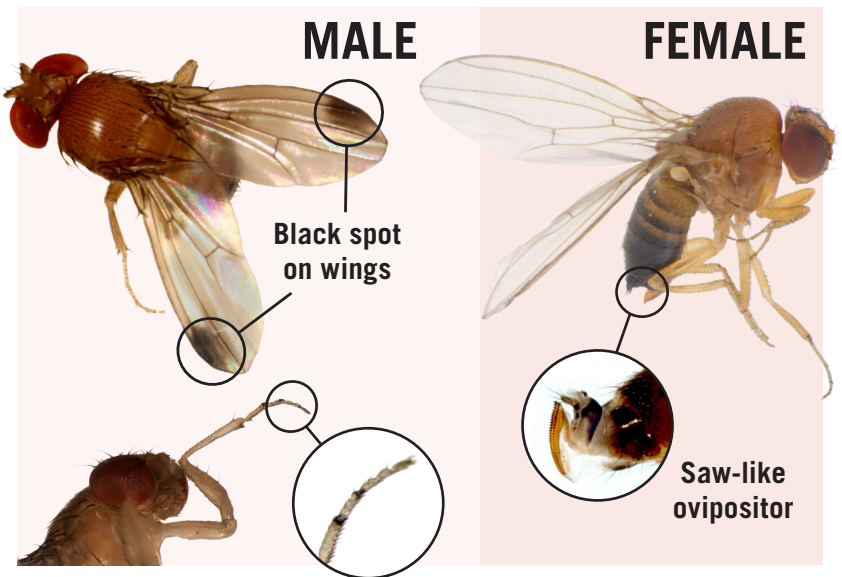 MALE
Black spot
on wings
FEMALE
Saw-like
ovipositor